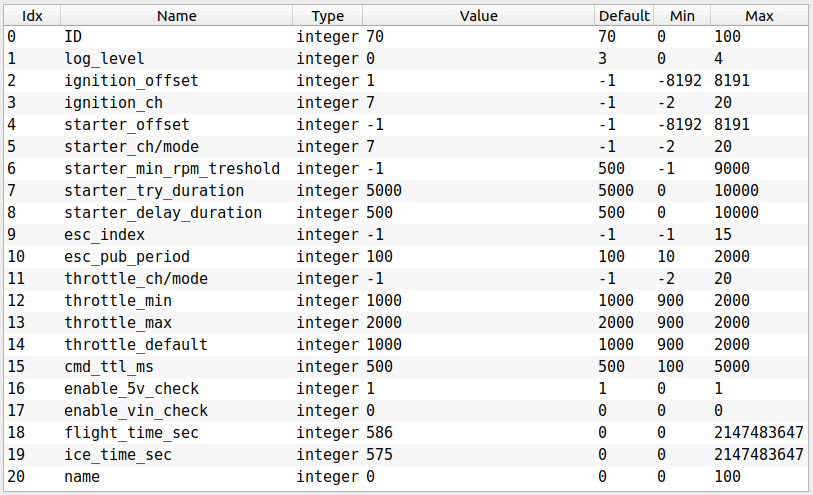 Idx Name Type Value Default Min Max
0 ID integer 70 70 0 100
1 log_level integer 0 3 0 4
2 ignition_offset integer 1 -1 -8192 8191
3 ignition_ch integer 7 -1 -2 20
4 starter_offset integer -1 -1 -8192 8191
5 starter_ch/mode integer 7 -1 -2 20
6 starter_min_rpm_treshold integer -1 500 -1 9000
7 starter_try_duration integer 5000 5000 0 10000
8 starter_delay_duration integer 500 500 0 10000
9 esc_index integer -1 -1 -1 15
10 esc_pub_period integer 100 100 10 2000
11 throttle_ch/mode integer -1 -1 -2 20
12 throttle_min integer 1000 1000 900 2000
13 throttle_max integer 2000 2000 900 2000
14 throttle_default integer 1000 1000 900 2000
15 cmd_ttl_ms integer 500 500 100 5000
16 enable_5v_check integer 1 1 0 1
17 enable_vin_check integer 0 0 0 0
18 flight_time_sec integer 586 0 0 2147483647
19 ice_time_sec integer 575 0 0 2147483647
20 name integer 0 0 0 100